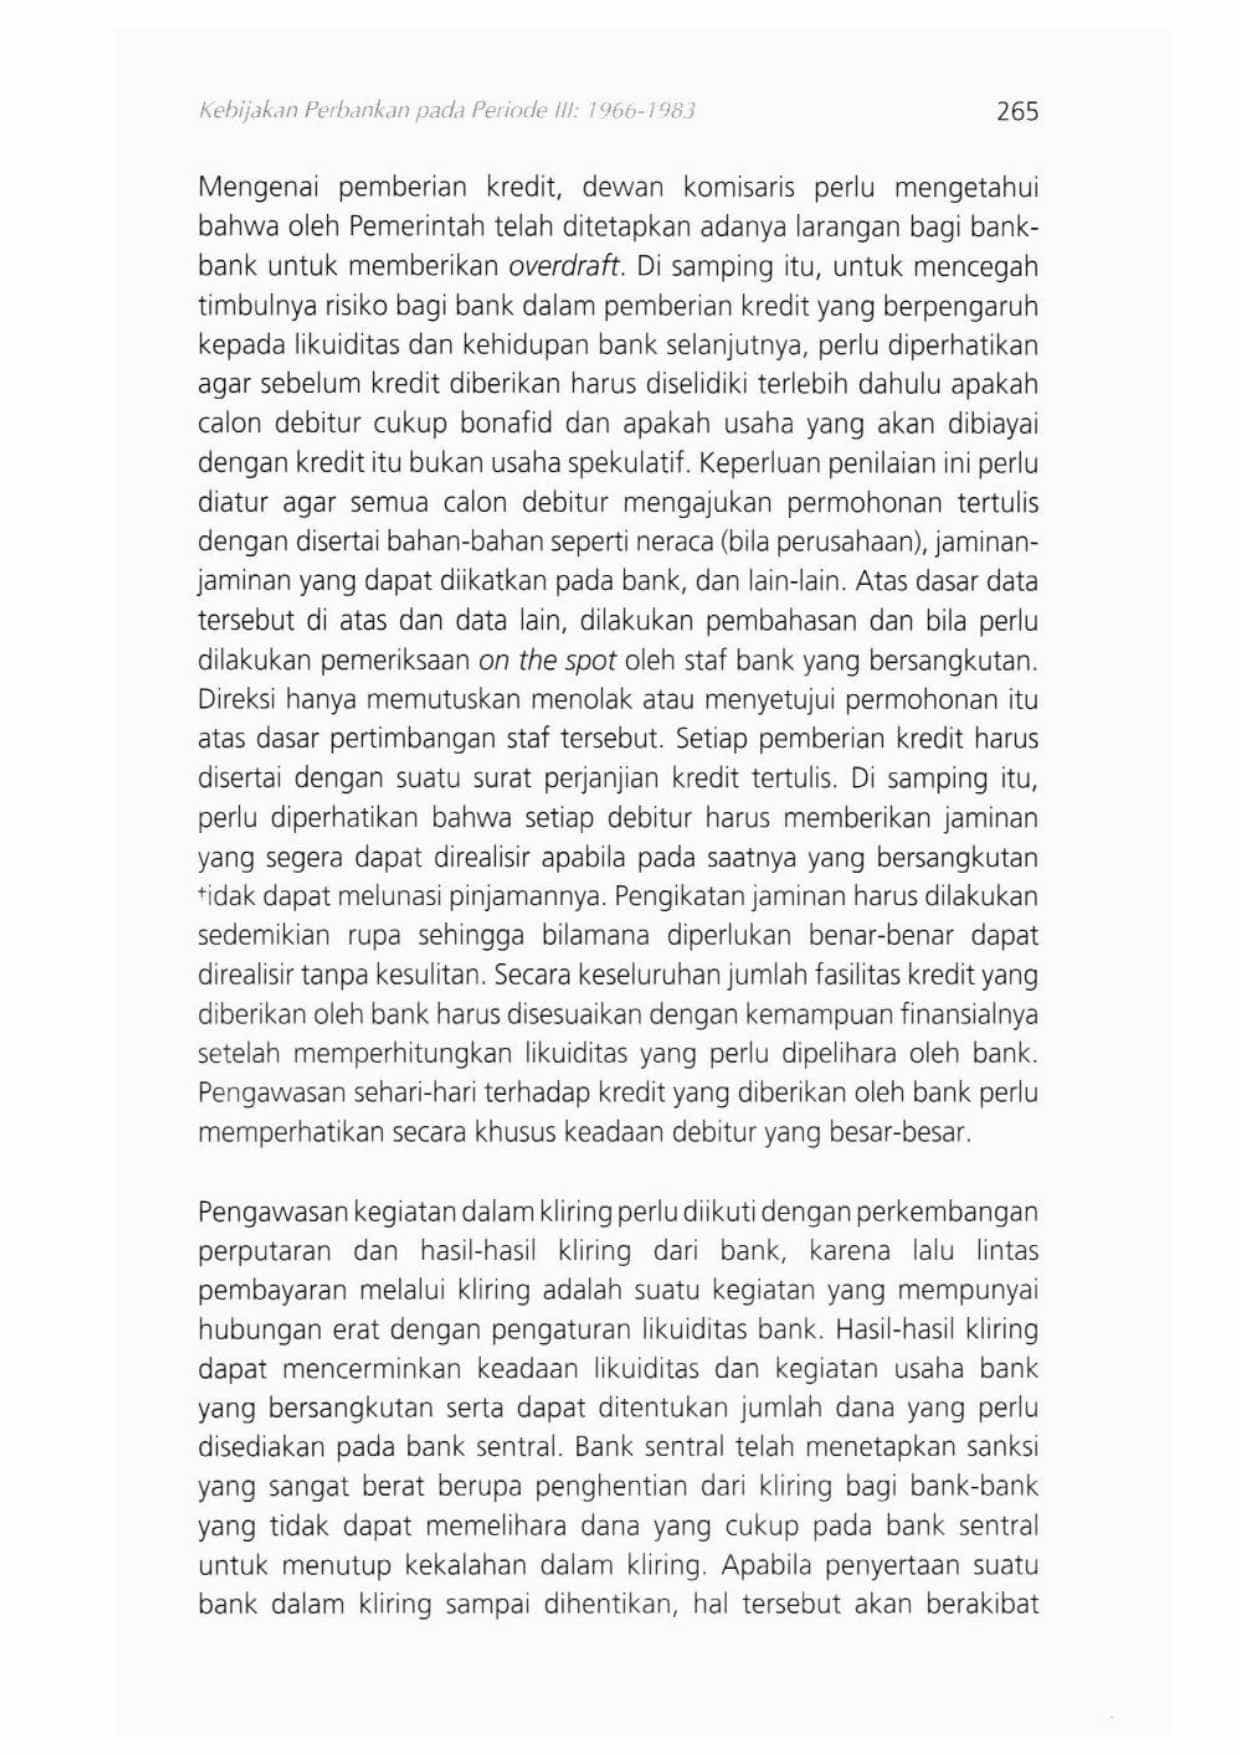 Kebijakan Perbankan pada Periode III: 1966-1983 265
Mengenai pemberian kredit, dewan komisaris perlu mengetahui
bahwa oleh Pemerintah telah ditetapkan adanya larangan bagi bank-
bank untuk memberikan overdraft. Di samping itu, untuk mencegah
timbulnya risiko bagi bank dalam pemberian kredit yang berpengaruh
kepada likuiditas dan kehidupan bank selanjutnya, perlu diperhatikan
agar sebelum kredit diberikan harus diselidiki terlebih dahulu apakah
calon debitur cukup bonafid dan apakah usaha yang akan dibiayai
dengan kredit itu bukan usaha spekulatif. Keperluan penilaian ini perlu
diatur agar semua calon debitur mengajukan permohonan tertulis
dengan disertai bahan-bahan seperti neraca (bila perusahaan), jaminan-
jaminan yang dapat diikatkan pada bank, dan lain-lain. Atas dasar data
tersebut di atas dan data lain, dilakukan pembahasan dan bila perlu
dilakukan pemeriksaan on the spot oleh staf bank yang bersangkutan.
Direksi hanya memutuskan menolak atau menyetujui permohonan itu
atas dasar pertimbangan staf tersebut. Setiap pemberian kredit harus
disertai dengan suatu surat perjanjian kredit tertulis. Di samping itu,
perlu diperhatikan bahwa setiap debitur harus memberikan jaminan
yang segera dapat direalisir apabila pada saatnya yang bersangkutan
tidak dapat melunasi pinjamannya. Pengikatan jaminan harus dilakukan
sedemikian rupa sehingga bilamana diperlukan benar-benar dapat
direalisir tanpa kesulitan. Secara keseluruhan jumlah fasilitas kredit yang
diberikan oleh bank harus disesuaikan dengan kemampuan finansialnya
setelah memperhitungkan likuiditas yang perlu dipelihara oleh bank.
Pengawasan sehari-hari terhadap kredit yang diberikan oleh bank perlu
memperhatikan secara khusus keadaan debitur yang besar-besar.
Pengawasan kegiatan dalam kliring perlu diikuti dengan perkembangan
perputaran dan hasil-hasil kliring dari bank, karena lalu lintas
pembayaran melalui kliring adalah suatu kegiatan yang mempunyai
hubungan erat dengan pengaturan likuiditas bank. Hasil-hasil kliring
dapat mencerminkan keadaan likuiditas dan kegiatan usaha bank
yang bersangkutan serta dapat ditentukan jumlah dana yang perlu
disediakan pada bank sentral. Bank sentral telah menetapkan sanksi
yang sangat berat berupa penghentian dari kliring bagi bank-bank
yang tidak dapat memelihara dana yang cukup pada bank sentral
untuk menutup kekalahan dalam kliring. Apabila penyertaan suatu
bank dalam kliring sampai dihentikan, hal tersebut akan berakibat